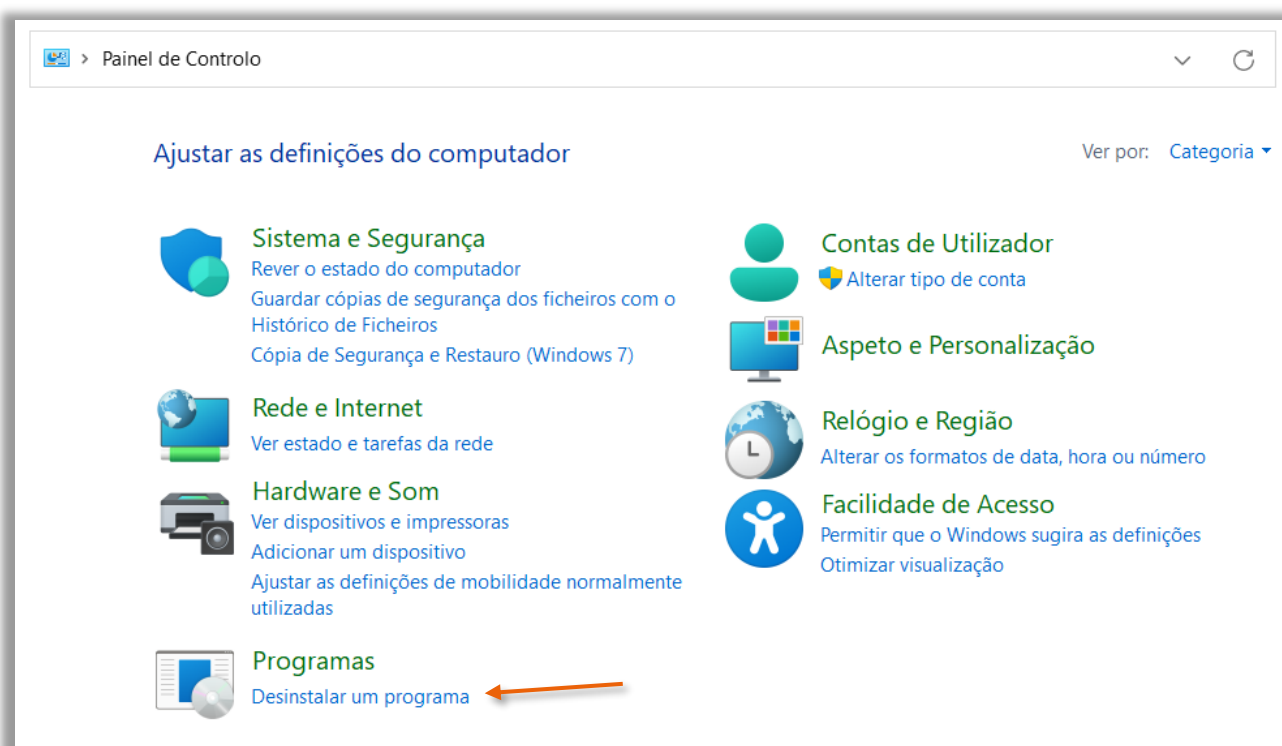 Painel de Controlo
Ajustar as definições do computador
Ver por: Categoria
Sistema e Segurança
Rever o estado do computador
Guardar cópias de segurança dos ficheiros com o
Histórico de Ficheiros
Cópia de Segurança e Restauro (Windows 7)
Rede e Internet
Ver estado e tarefas da rede
Hardware e Som
Ver dispositivos e impressoras
Adicionar um dispositivo
Ajustar as definições de mobilidade normalmente
utilizadas
Programas
Desinstalar um programa
Contas de Utilizador
Alterar tipo de conta
Aspeto e Personalização
Relógio e Região
Alterar os formatos de data, hora ou número
Facilidade de Acesso
Permitir que o Windows sugira as definições
Otimizar visualização